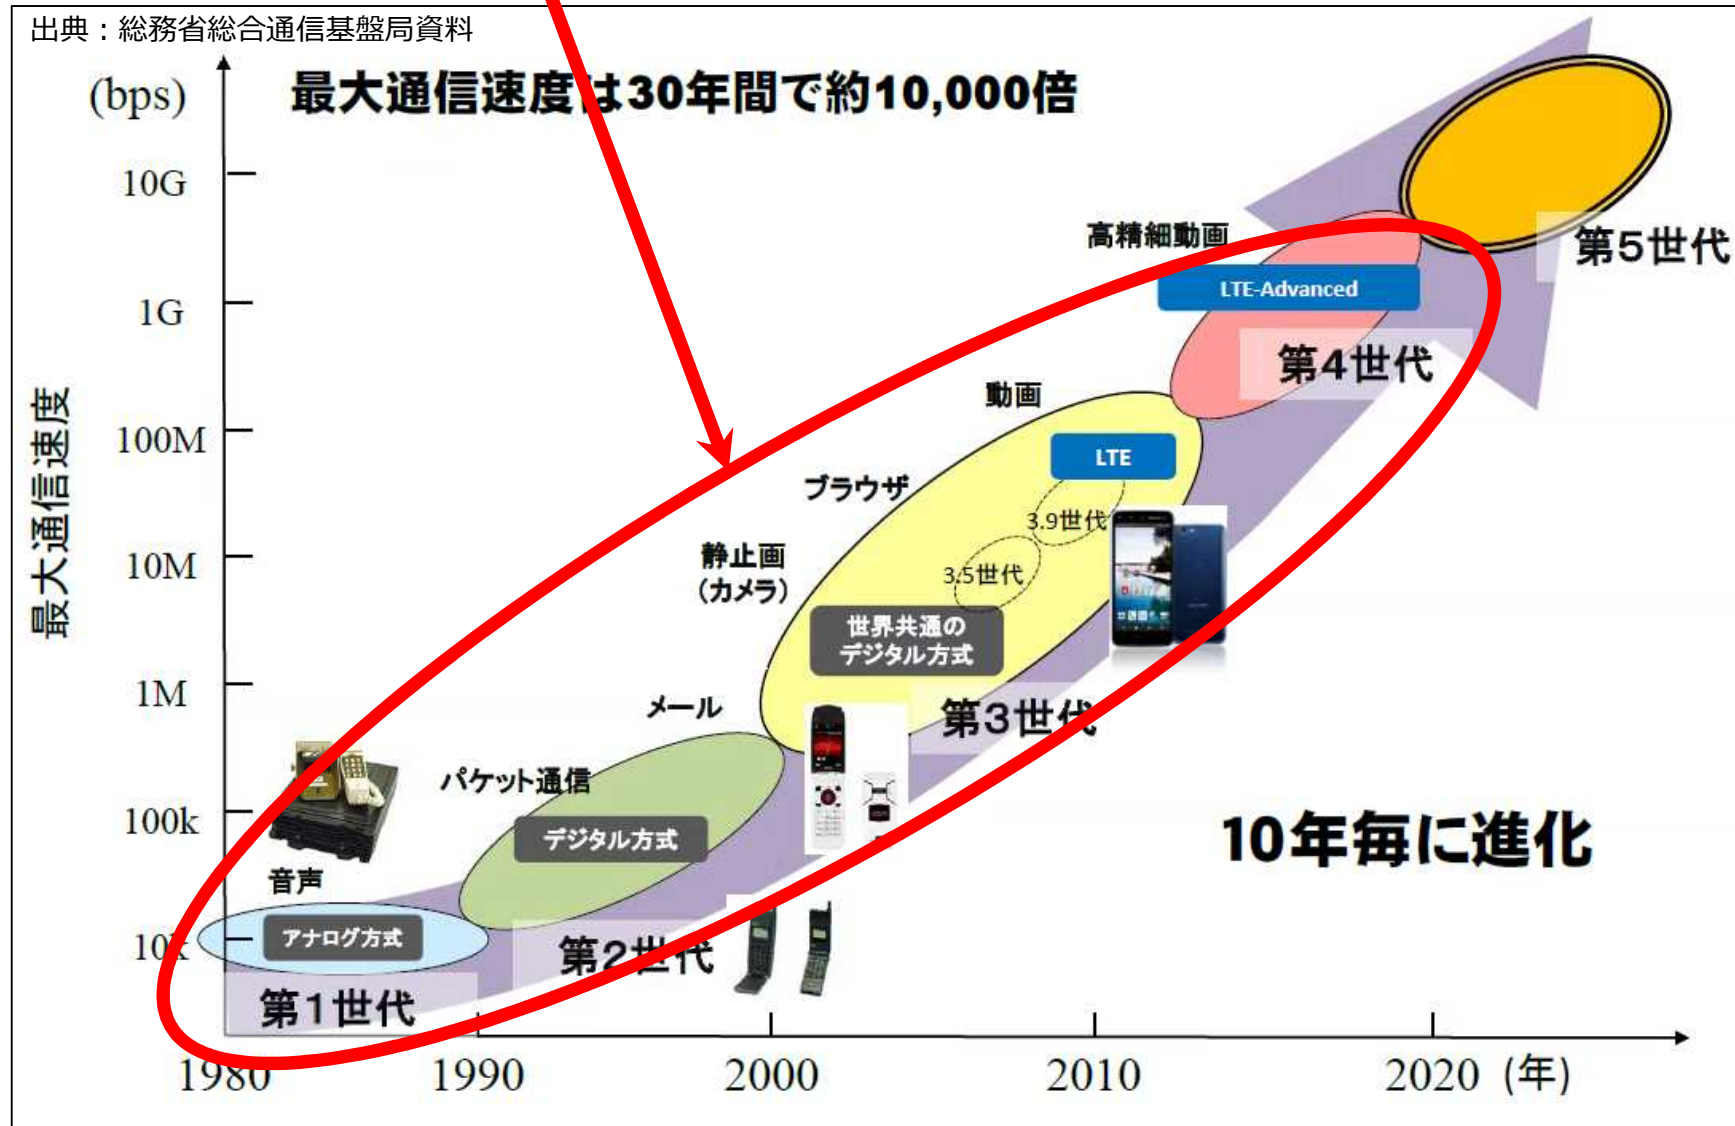 出典：総務省総合通信基盤局資料
(bps)
最大通信速度は30年間で約10,000倍
10G
1G
100M
10M
1M
100k
10k
最大通信速度
第5世代
高精細動画
LTE-Advanced
第4世代
動画
LTE
ブラウザ
3.9世代
静止画
（カメラ）
3.5世代
世界共通の
デジタル方式
第3世代
メール
パケット通信
デジタル方式
10年毎に進化
音声
アナログ方式
第2世代
第1世代
1980
1990
2000
2010
2020
(年)